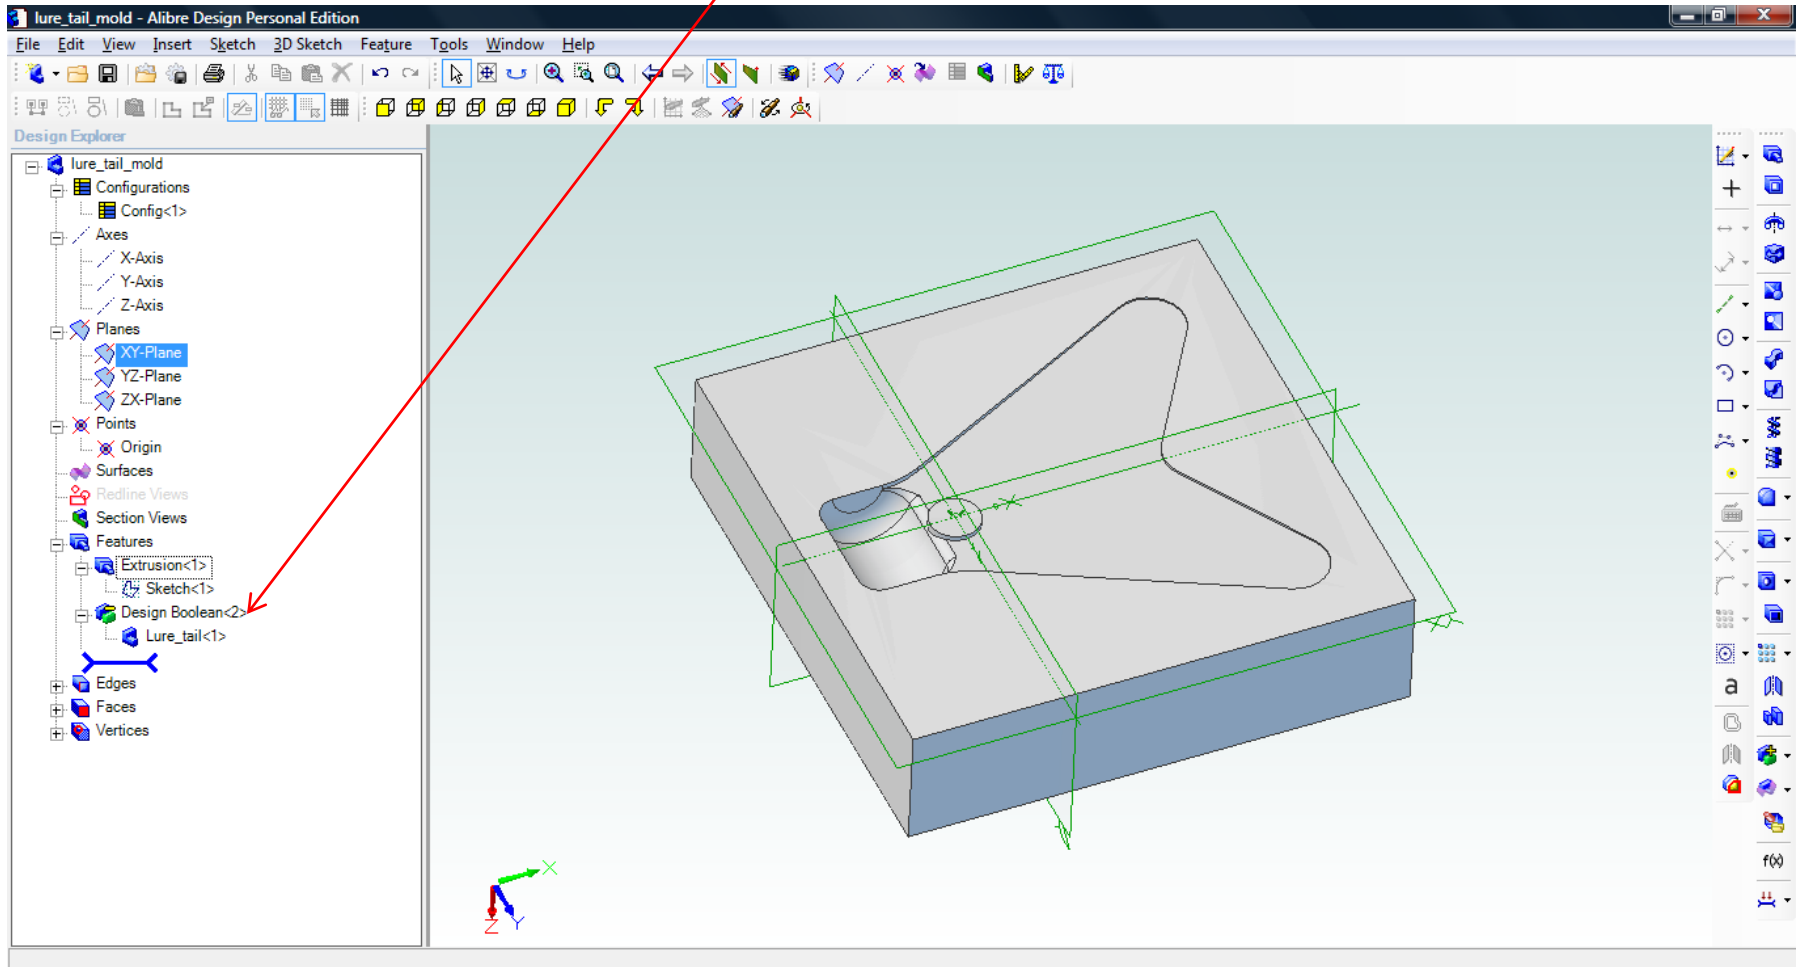 lure_tail_mold - Alibre Design Personal Edition
File Edit View Insert Sketch 3D Sketch Feature Tools Window Help
Design Explorer
lure_tail_mold
Configurations
Config<1>
Axes
X-Axis
Y-Axis
Z-Axis
Planes
XY-Plane
YZ-Plane
ZX-Plane
Points
Origin
Surfaces
Redline Views
Section Views
Features
Extrusion<1>
Sketch<1>
Design Boolean<2>
Lure_tail<1>
Edges
Faces
Vertices
X
Y
Z
X
a
f(x)